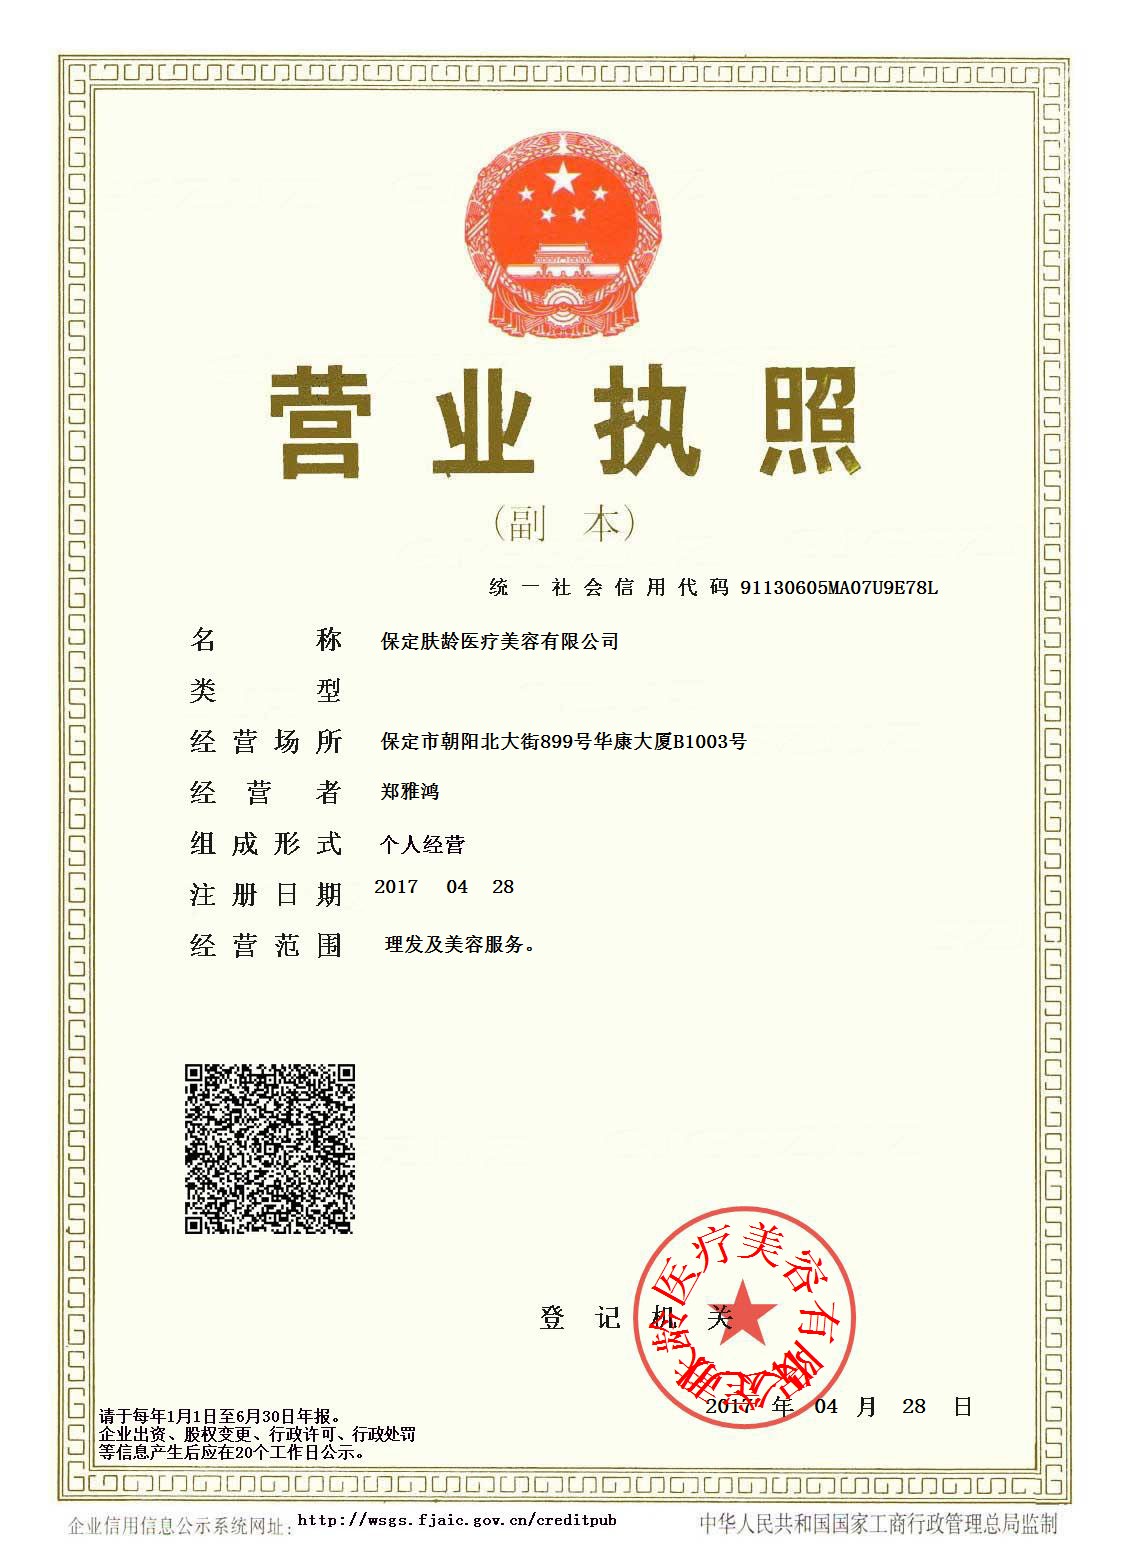 营业执照
(副 本)
统一社会信用代码 91130605MA07U9E78L
名称 保定肤龄医疗美容有限公司
类型
经营场所 保定市朝阳北大街899号华康大厦B1003号
经营者 郑雅鸿
组成形式 个人经营
注册日期 2017 04 28
经营范围 理发及美容服务。
龄医疗美容有限
登记机关
2017 年 04 月 28 日
请于每年1月1日至6月30日年报。
企业出资、股权变更、行政许可、行政处罚
等信息产生后应在20个工作日公示。
企业信用信息公示系统网址: http://wsgs.fjaic.gov.cn/creditpub
中华人民共和国国家工商行政管理总局监制